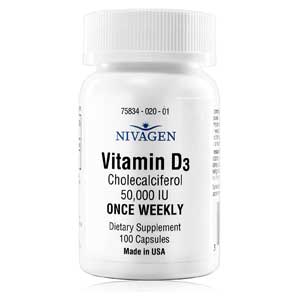 75834 - 020 - 01
NIVAGEN
Vitamin D3
Cholecalciferol
50,000 IU
ONCE WEEKLY
Dietary Supplement
100 Capsules
Made in USA